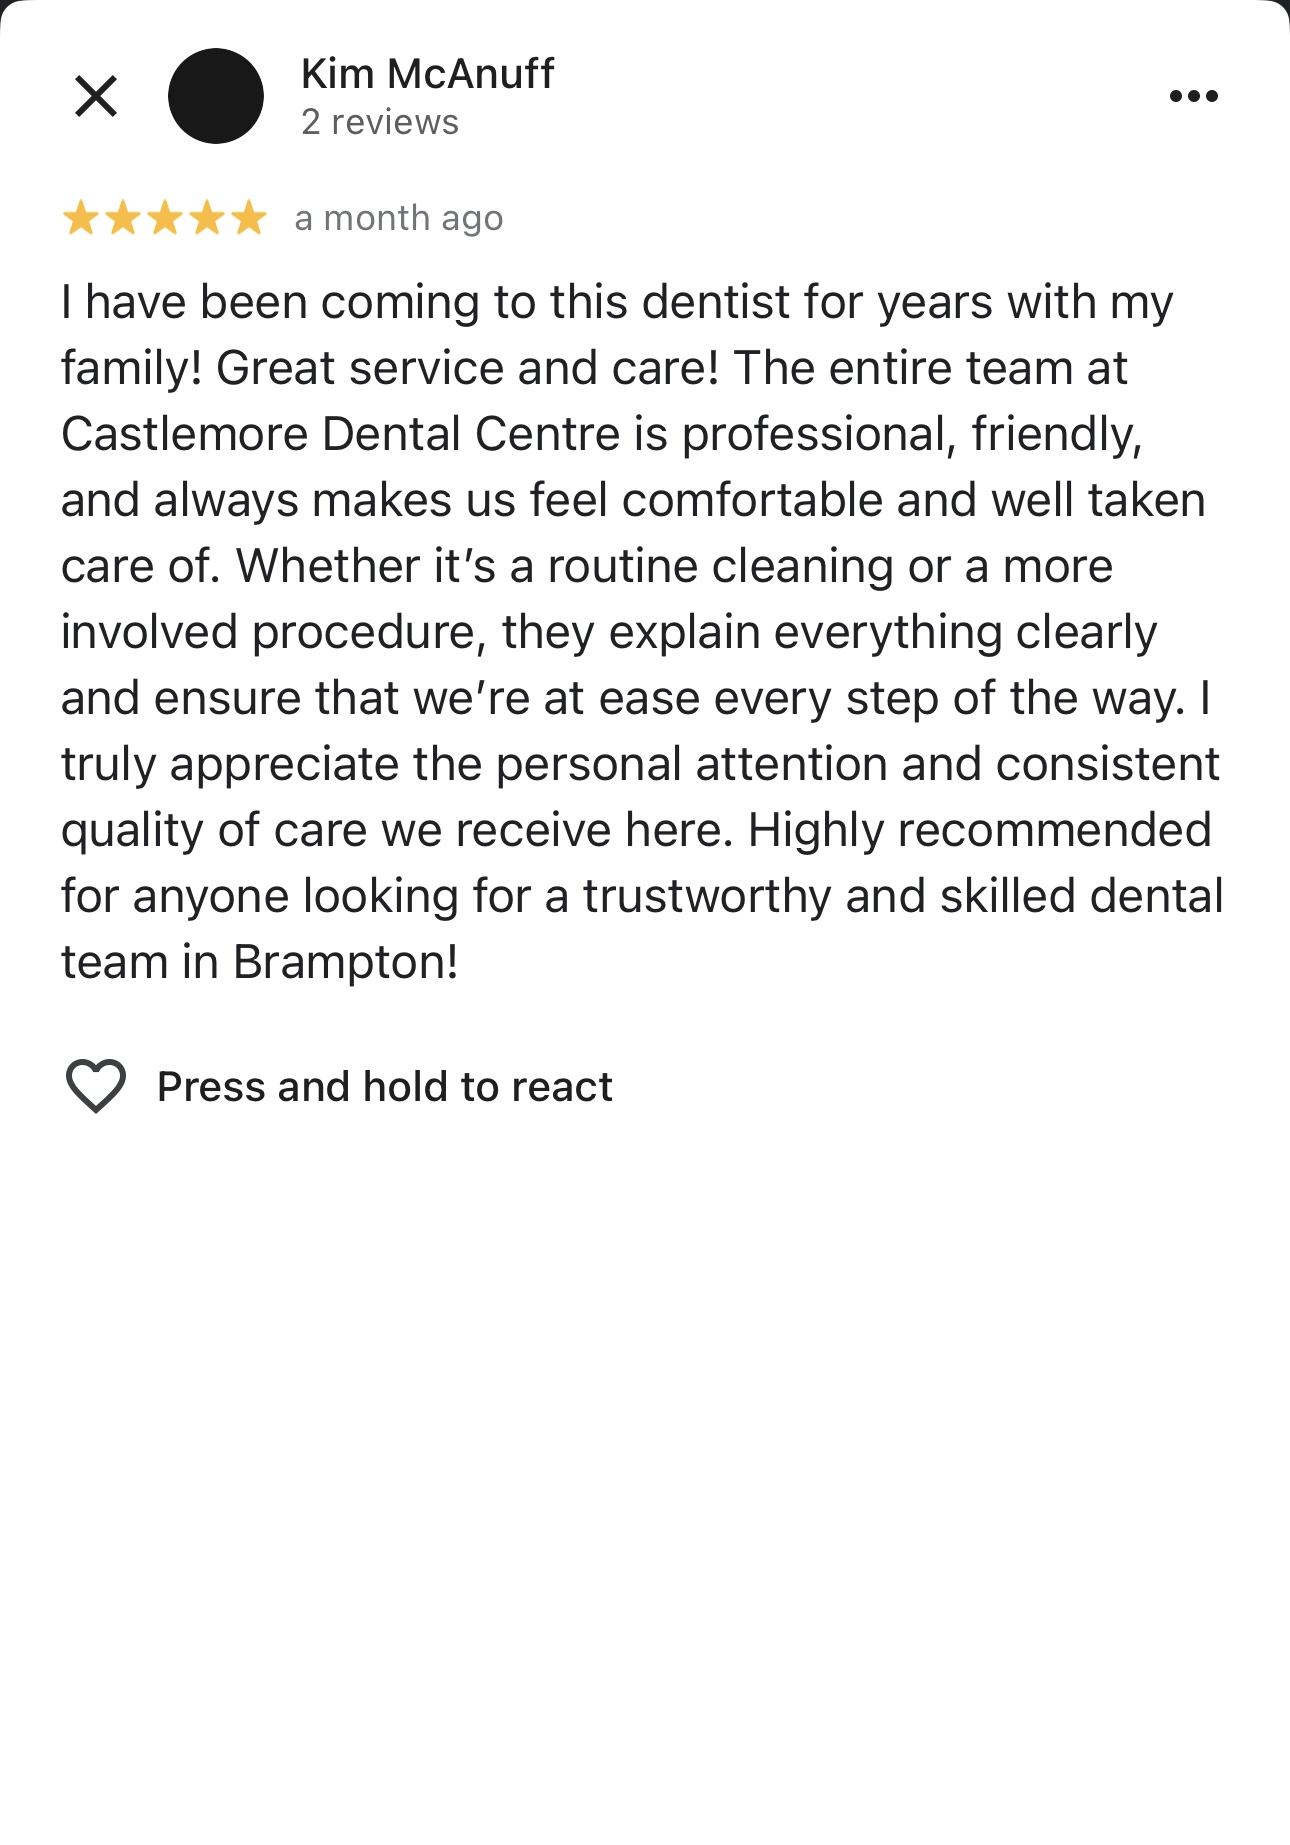 Kim McAnuff
2 reviews
a month ago
I have been coming to this dentist for years with my
family! Great service and care! The entire team at
Castlemore Dental Centre is professional, friendly,
and always makes us feel comfortable and well taken
care of. Whether it’s a routine cleaning or a more
involved procedure, they explain everything clearly
and ensure that we’re at ease every step of the way. I
truly appreciate the personal attention and consistent
quality of care we receive here. Highly recommended
for anyone looking for a trustworthy and skilled dental
team in Brampton!
Press and hold to react